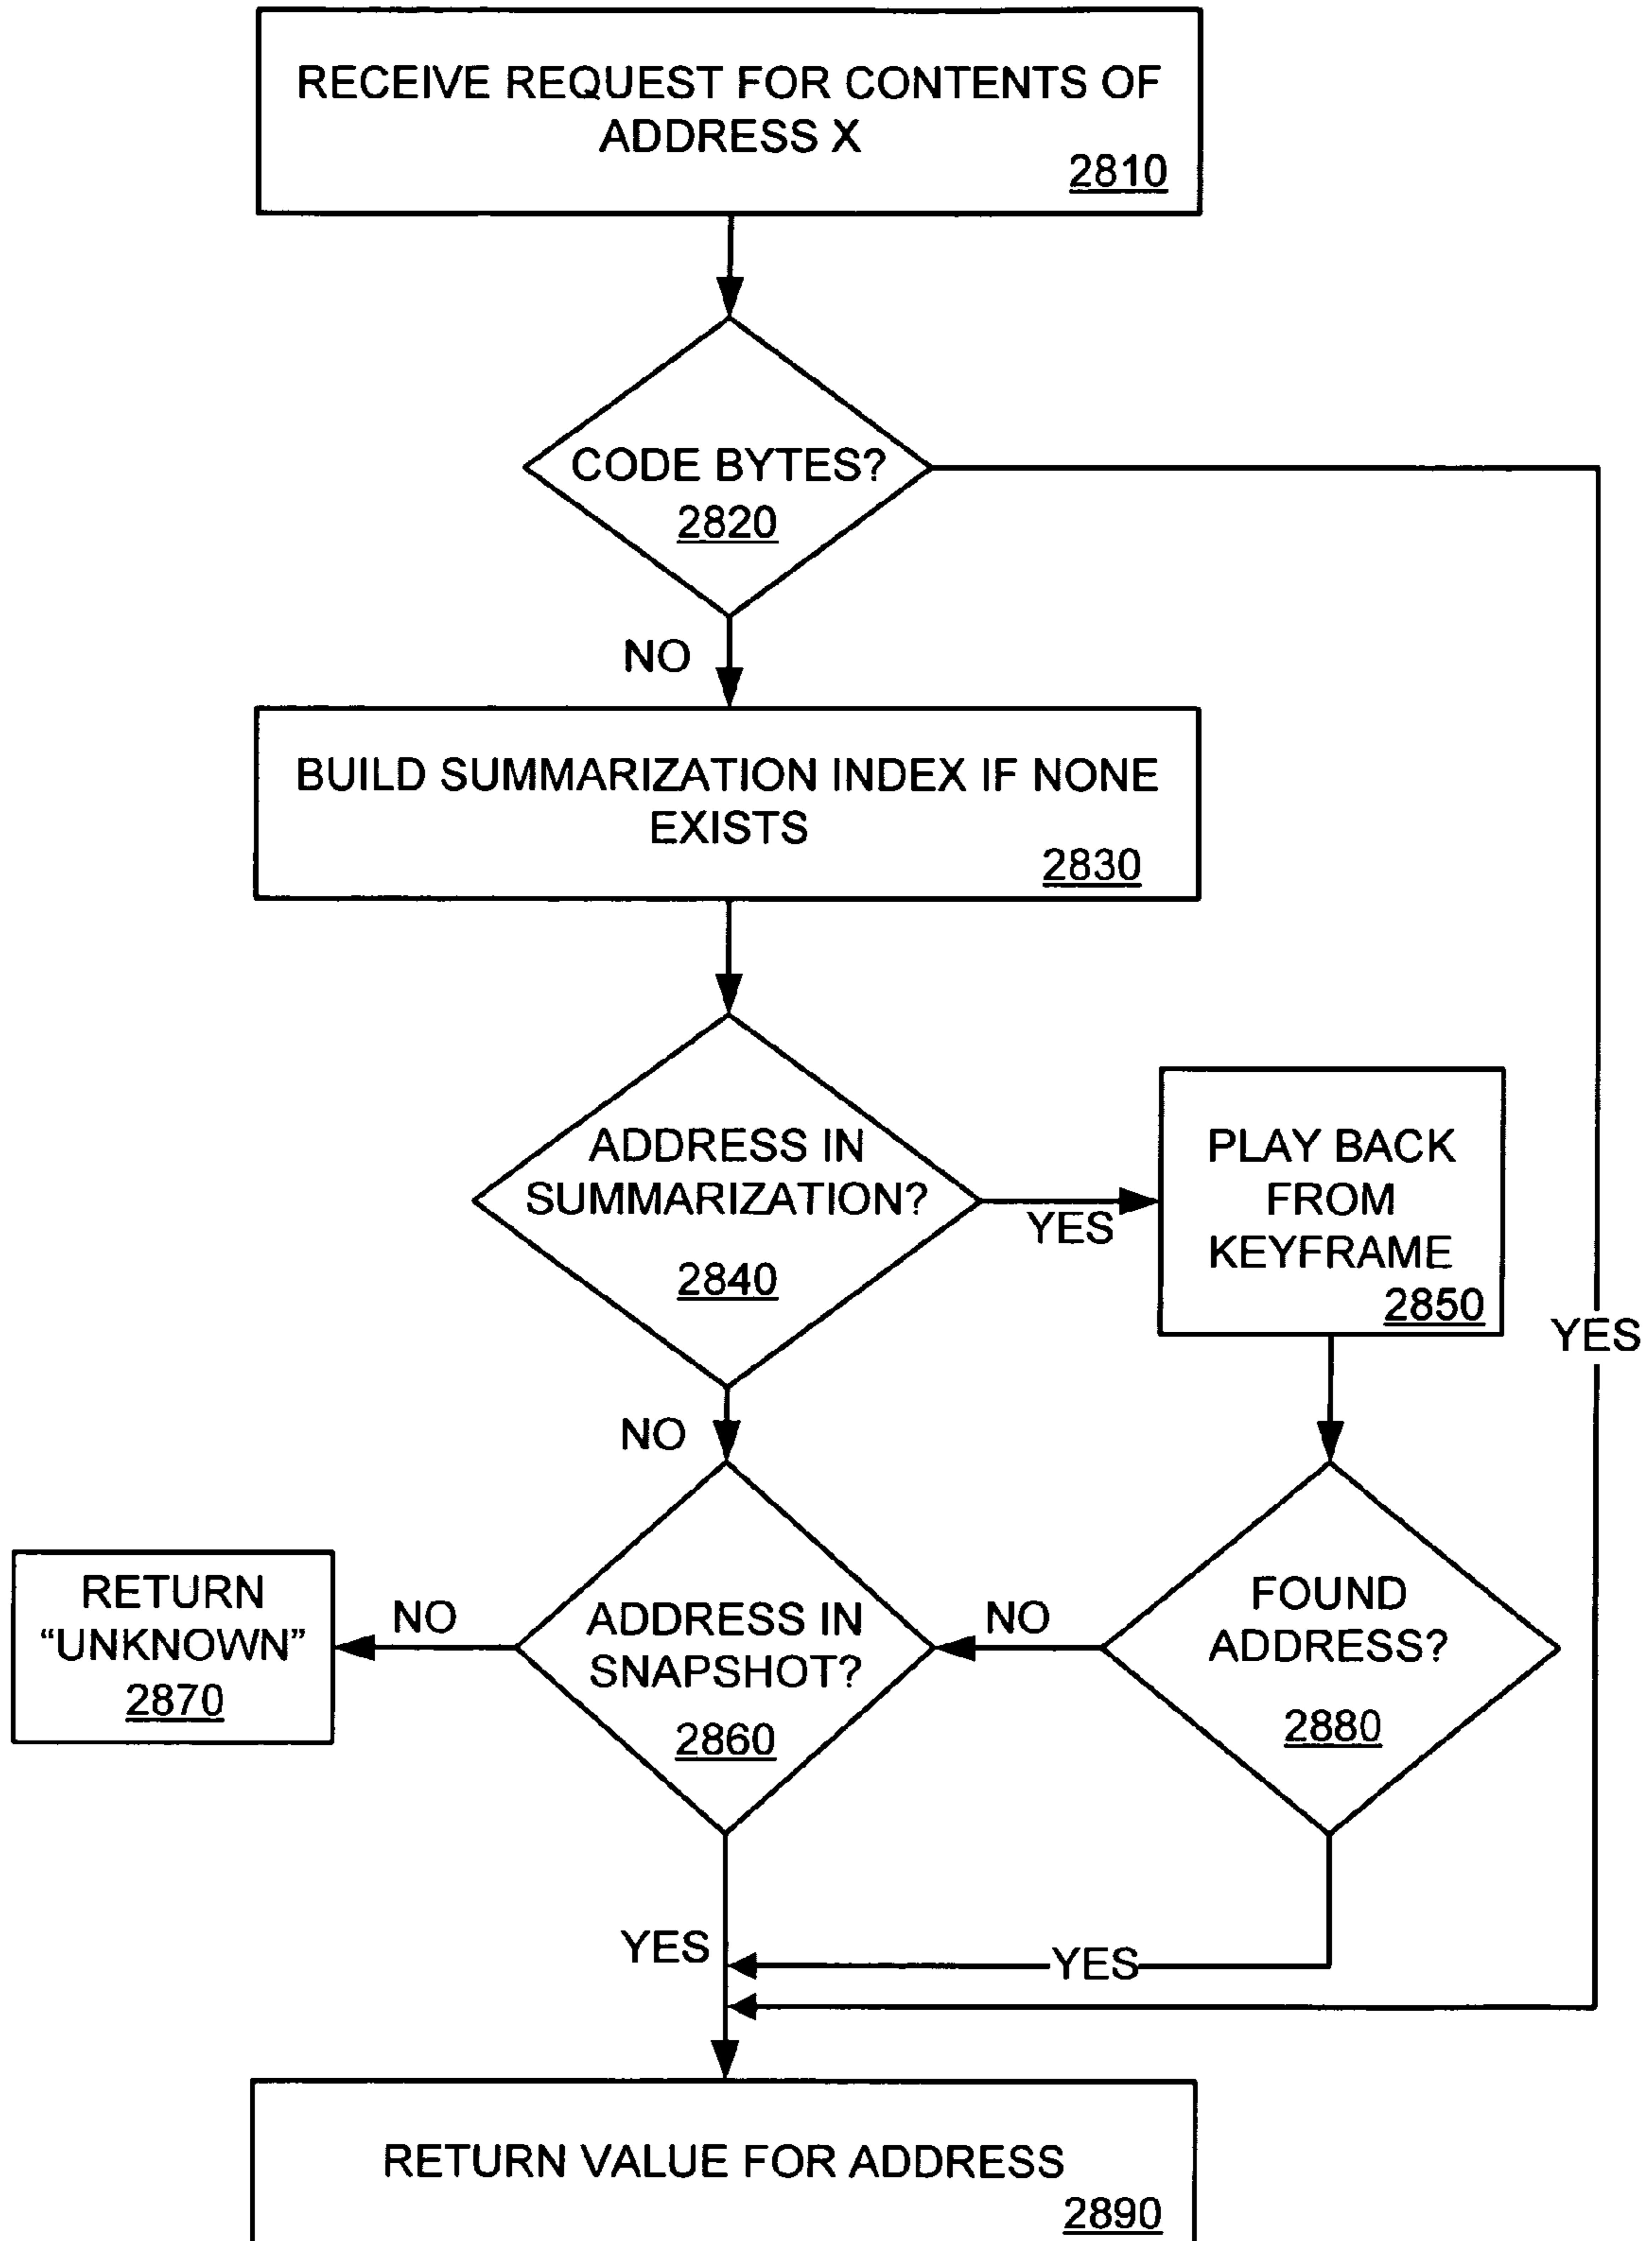 RECEIVE REQUEST FOR CONTENTS OF
ADDRESS X
2810
CODE BYTES?
2820
YES
NO
BUILD SUMMARIZATION INDEX IF NONE
EXISTS
2830
ADDRESS IN
SUMMARIZATION?
2840
YES
PLAY BACK
FROM
KEYFRAME
2850
NO
RETURN
“UNKNOWN”
2870
NO
ADDRESS IN
SNAPSHOT?
2860
NO
FOUND
ADDRESS?
2880
YES
YES
RETURN VALUE FOR ADDRESS
2890